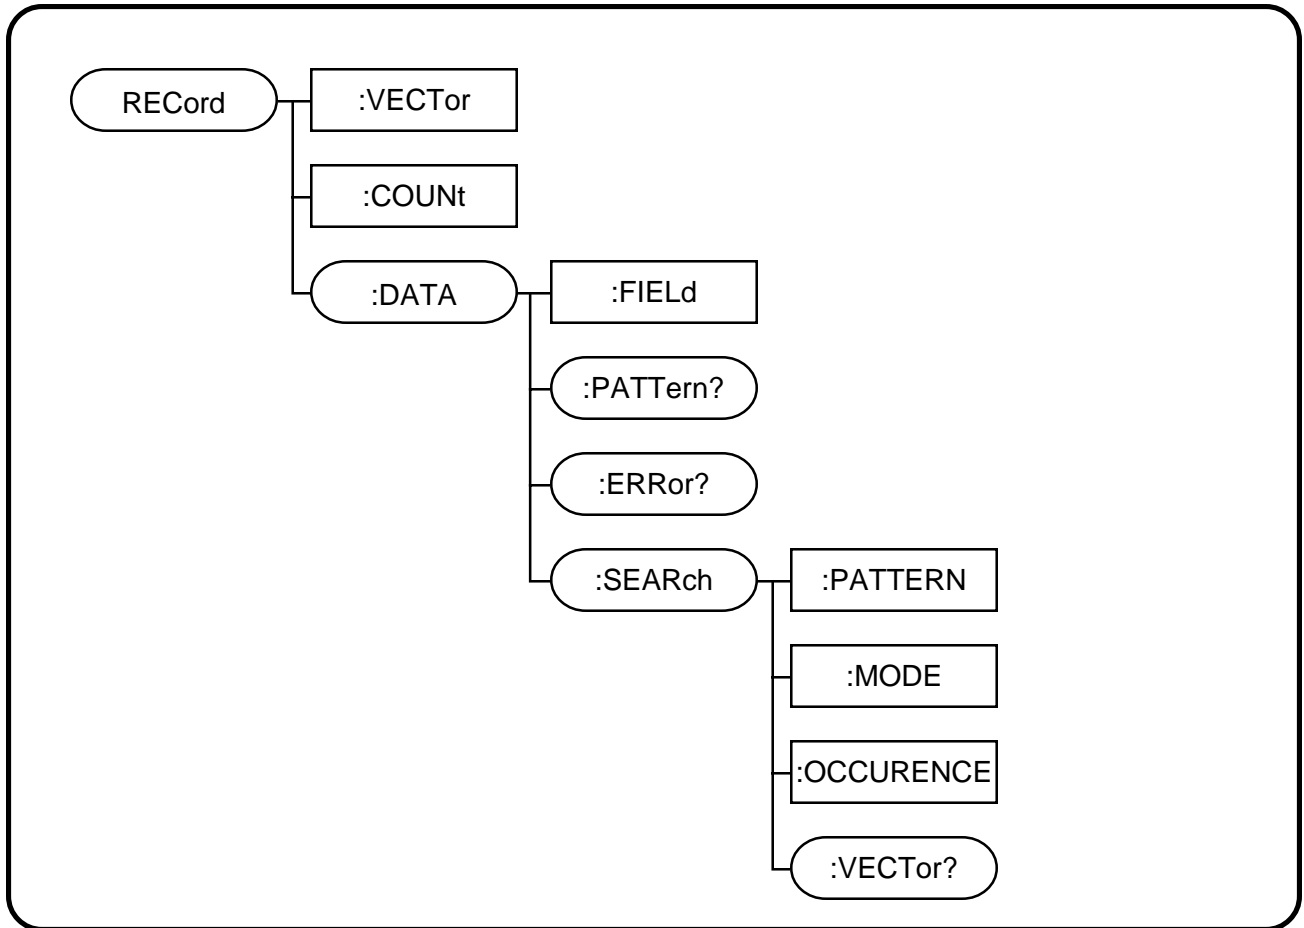 RECord
:VECTor
:COUNt
:DATA
:FIELd
:PATTern?
:ERRor?
:SEARch
:PATTERN
:MODE
:OCCURENCE
:VECTor?